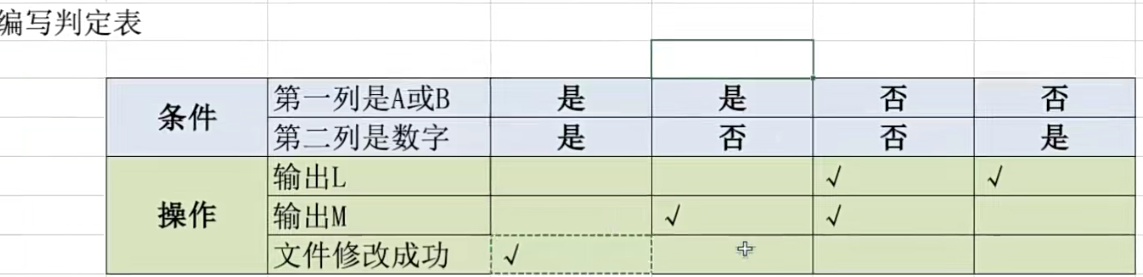 编写判定表
条件 第一列是A或B 是 是 否 否
第二列是数字 是 否 否 是
操作 输出L √ √
输出M √ √
文件修改成功 √